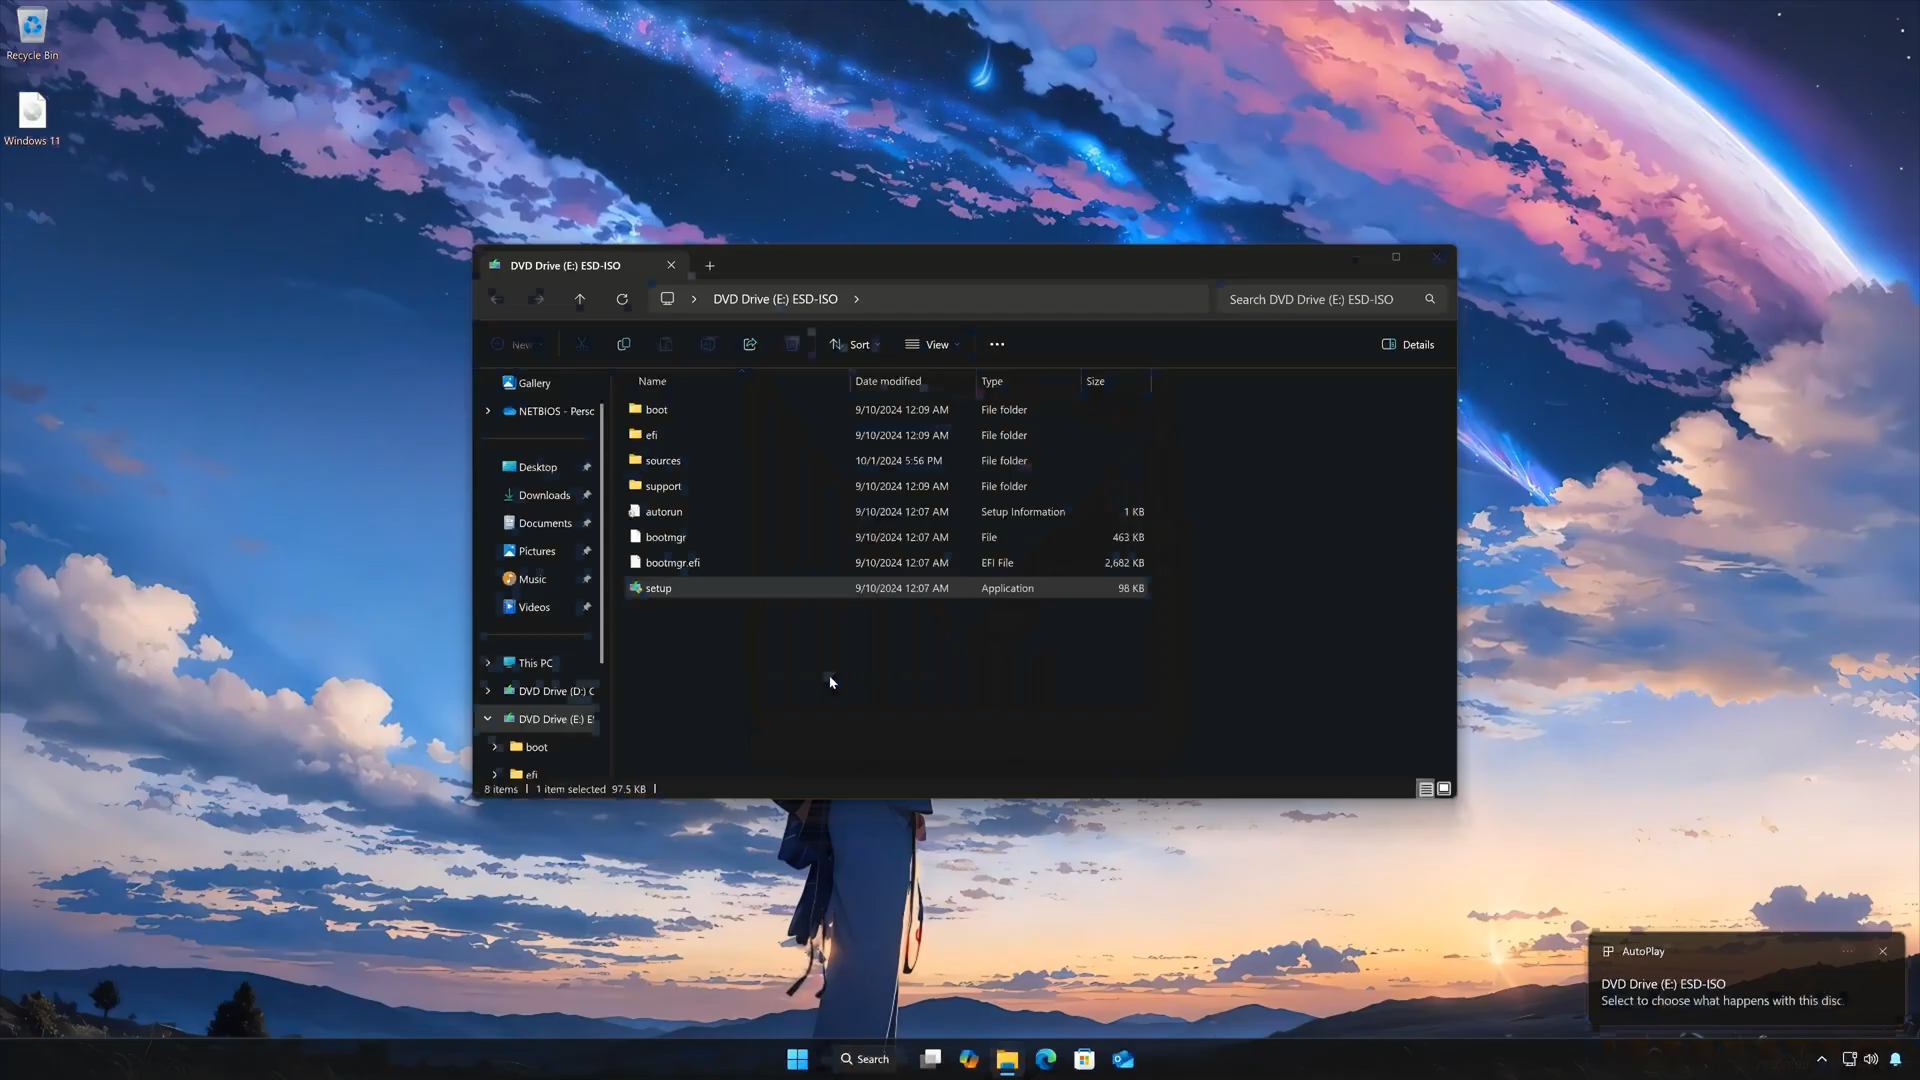 Recycle Bin
Windows 11
DVD Drive (E:) ESD-ISO
DVD Drive (E:) ESD-ISO
Search DVD Drive (E:) ESD-ISO
New
Sort
View
Details
Gallery
NETBIOS - Persc
Desktop
Downloads
Documents
Pictures
Music
Videos
This PC
DVD Drive (D:) C
DVD Drive (E:) E
boot
efi
Name Date modified Type Size
boot 9/10/2024 12:09 AM File folder
efi 9/10/2024 12:09 AM File folder
sources 10/1/2024 5:56 PM File folder
support 9/10/2024 12:09 AM File folder
autorun 9/10/2024 12:07 AM Setup Information 1 KB
bootmgr 9/10/2024 12:07 AM File 463 KB
bootmgr.efi 9/10/2024 12:07 AM EFI File 2,682 KB
setup 9/10/2024 12:07 AM Application 98 KB
8 items 1 item selected 97.5 KB
AutoPlay
DVD Drive (E:) ESD-ISO
Select to choose what happens with this disc.
Search